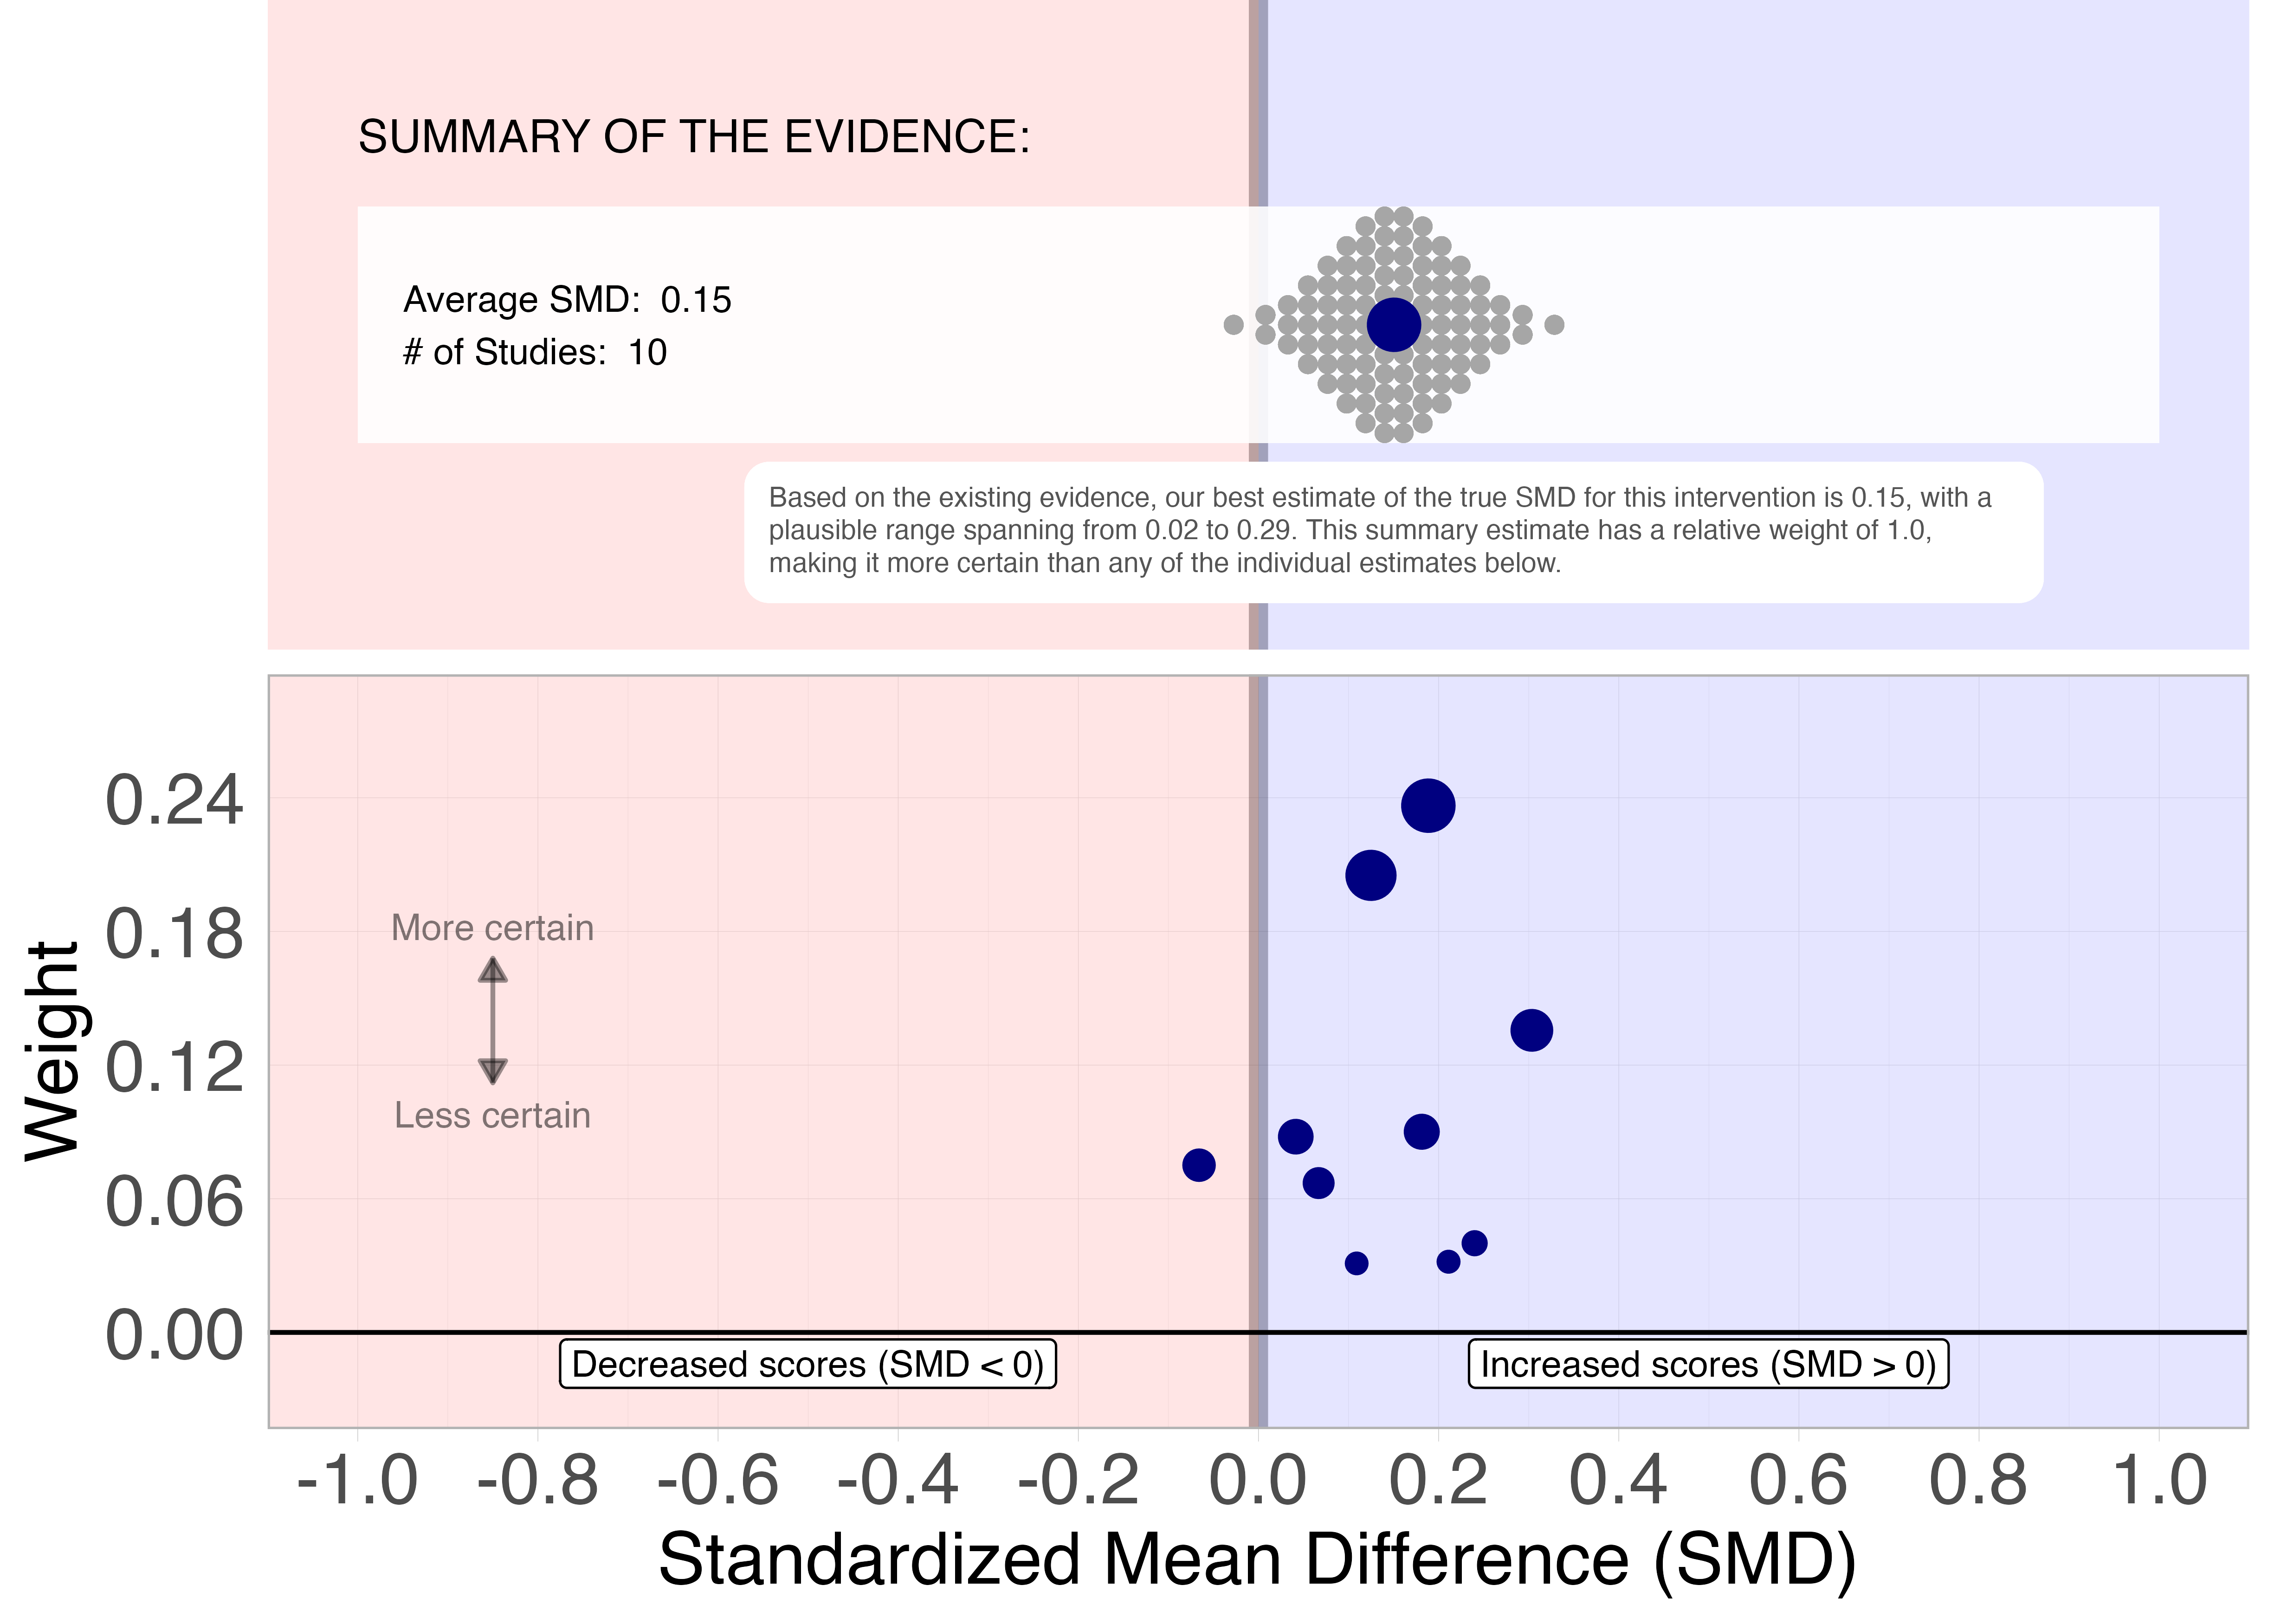 SUMMARY OF THE EVIDENCE:
Average SMD:  0.15
# of Studies:  10
Based on the existing evidence, our best estimate of the true SMD for this intervention is 0.15, with a
plausible range spanning from 0.02 to 0.29. This summary estimate has a relative weight of 1.0,
making it more certain than any of the individual estimates below.
Weight
0.24
0.18
0.12
0.06
0.00
More certain
Less certain
Decreased scores (SMD < 0)
Increased scores (SMD > 0)
-1.0 -0.8 -0.6 -0.4 -0.2 0.0 0.2 0.4 0.6 0.8 1.0
Standardized Mean Difference (SMD)